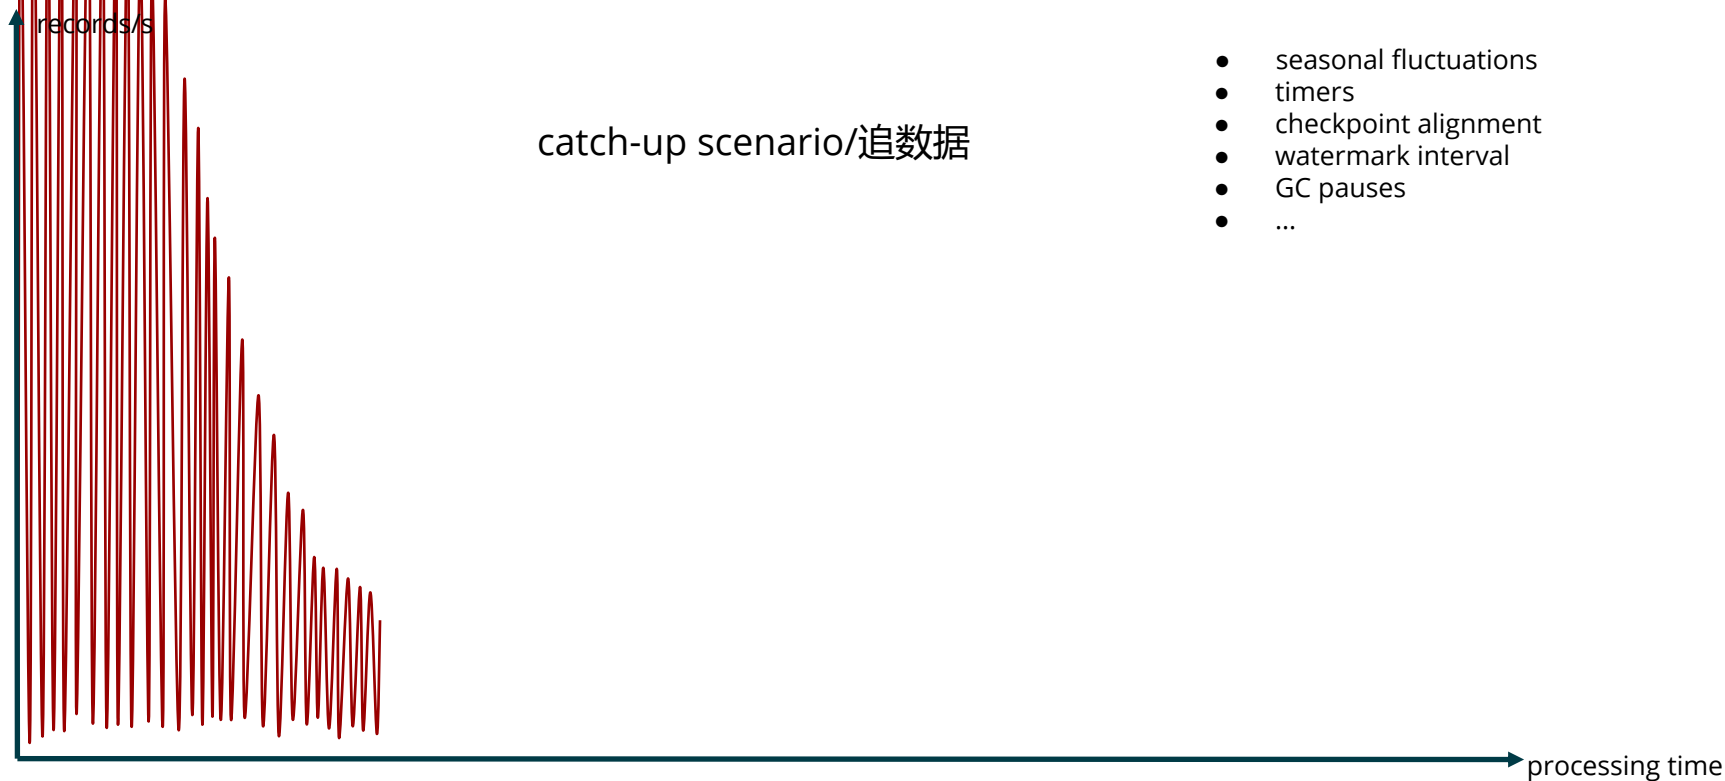 records/s
catch-up scenario/追数据
● seasonal fluctuations
● timers
● checkpoint alignment
● watermark interval
● GC pauses
● ...
processing time